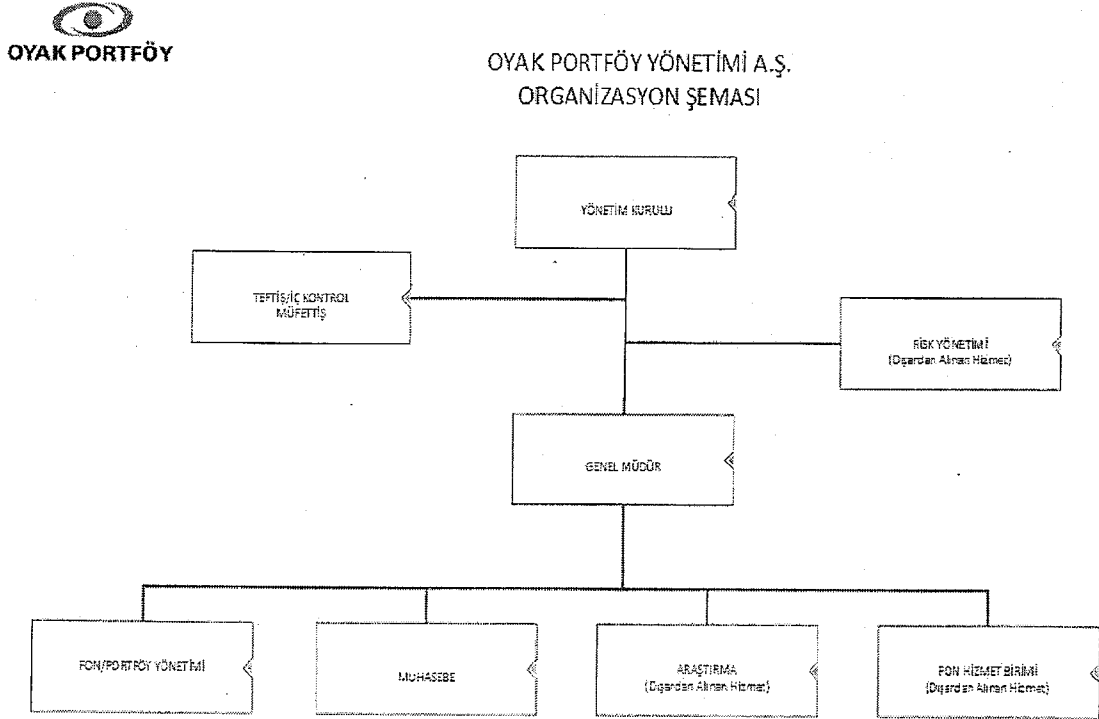 OYAK PORTFÖY
OYAK PORTFÖY YÖNETİMİ A.Ş.
ORGANİZASYON ŞEMASI
YÖNETİM KURULU
TEFTİŞ/İÇ KONTROL
MÜFETTİŞ
RİSK YÖNETİMİ
(Dışardan Alınan Hizmet)
GENEL MÜDÜR
FON/PORTFÖY YÖNETİMİ
MUHASEBE
ARAŞTIRMA
(Dışardan Alınan Hizmet)
FON HİZMET BİRİMİ
(Dışardan Alınan Hizmet)